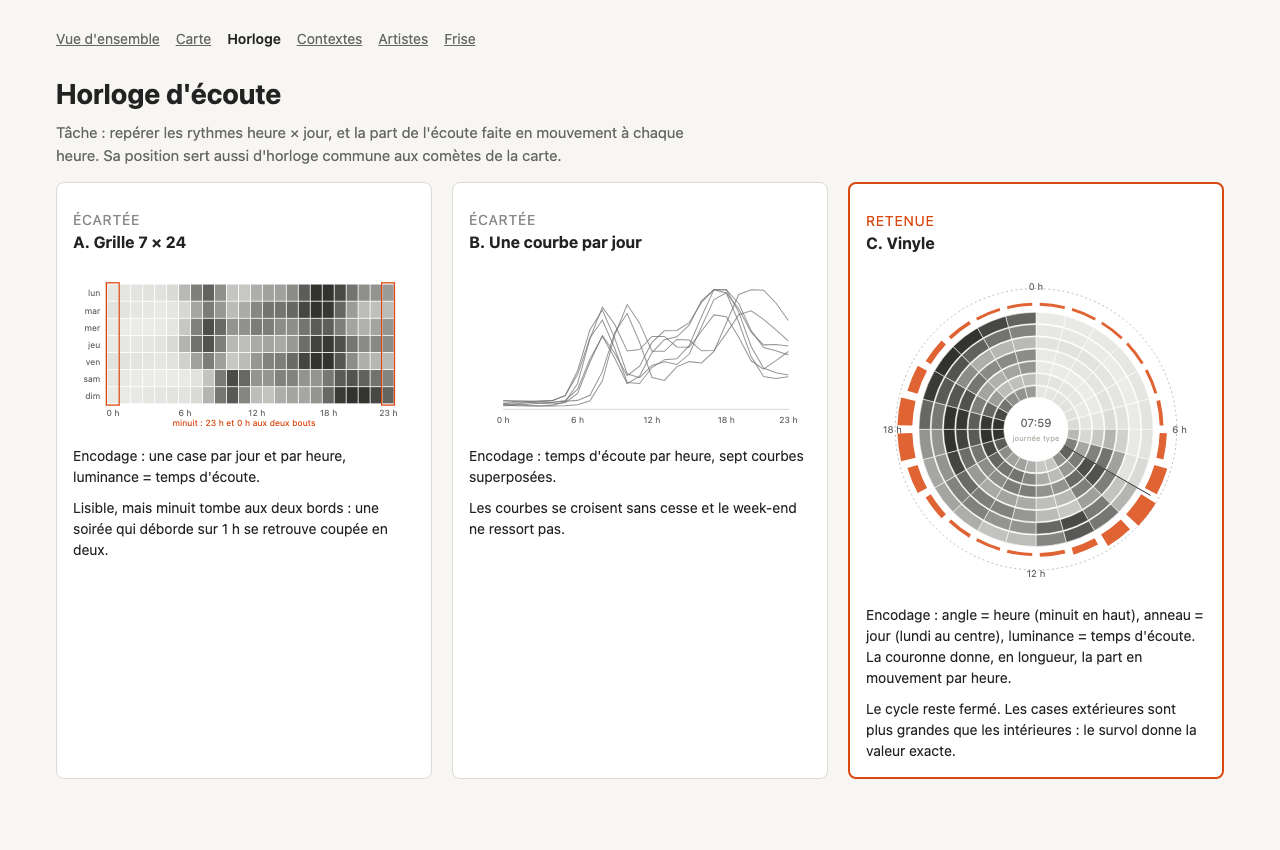 Vue d'ensemble Carte Horloge Contextes Artistes Frise
Horloge d'écoute
Tâche : repérer les rythmes heure × jour, et la part de l'écoute faite en mouvement à chaque
heure. Sa position sert aussi d'horloge commune aux comètes de la carte.
ÉCARTÉE
A. Grille 7 × 24
lun
mar
mer
jeu
ven
sam
dim
0 h 6 h 12 h 18 h 23 h
minuit : 23 h et 0 h aux deux bouts
Encodage : une case par jour et par heure,
luminance = temps d'écoute.
Lisible, mais minuit tombe aux deux bords : une
soirée qui déborde sur 1 h se retrouve coupée en
deux.
ÉCARTÉE
B. Une courbe par jour
0 h 6 h 12 h 18 h 23 h
Encodage : temps d'écoute par heure, sept courbes
superposées.
Les courbes se croisent sans cesse et le week-end
ne ressort pas.
RETENUE
C. Vinyle
0 h
18 h
07:59
journée type
6 h
12 h
Encodage : angle = heure (minuit en haut), anneau =
jour (lundi au centre), luminance = temps d'écoute.
La couronne donne, en longueur, la part en
mouvement par heure.
Le cycle reste fermé. Les cases extérieures sont
plus grandes que les intérieures : le survol donne la
valeur exacte.